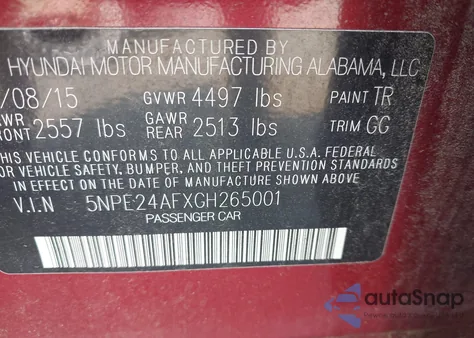 MANUFACTURED BY
HYUNDAI MOTOR MANUFACTURING ALABAMA, LLC
/08/15 GVWR 4497 lbs PAINT TR
AWR FRONT 2557 lbs GAWR REAR 2513 lbs TRIM GG
THIS VEHICLE CONFORMS TO ALL APPLICABLE U.S.A. FEDERAL
VEHICLE SAFETY, BUMPER, AND THEFT PREVENTION STANDARDS
IN EFFECT ON THE DATE OF MANUFACTURE SHOWN ABOVE.
V.I.N 5NPE24AFXGH265001
PASSENGER CAR
autoSnap